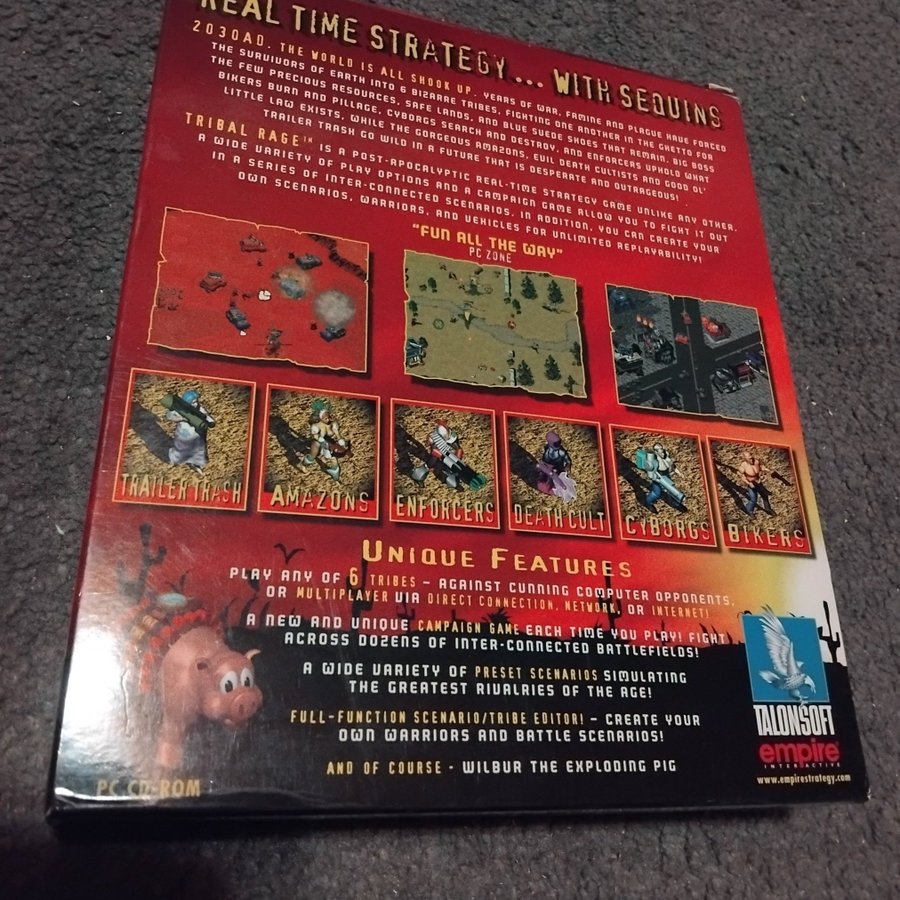 REAL TIME STRATEGY... WITH SEQUINS
2030AD. THE WORLD IS ALL SHOOK UP. YEARS OF WAR, FAMINE AND PLAGUE HAVE FORCED
THE SURVIVORS OF EARTH INTO 6 BIZARRE TRIBES, FIGHTING ONE ANOTHER IN THE GHETTO FOR
THE FEW PRECIOUS RESOURCES, SAFE LANDS, AND BLUE SUEDE SHOES THAT REMAIN. BIG BOSS
BIKERS BURN AND PILLAGE, CYBORGS SEARCH AND DESTROY, AND ENFORCERS UPHOLD WHAT
LITTLE LAW EXISTS, WHILE THE GORGEOUS AMAZONS, EVIL DEATH CULTISTS AND GOOD OL'
TRAILER TRASH GO WILD IN A FUTURE THAT IS DESPERATE AND OUTRAGEOUS!
TRIBAL RAGE™ IS A POST-APOCALYPTIC REAL-TIME STRATEGY GAME UNLIKE ANY OTHER.
A WIDE VARIETY OF PLAY OPTIONS AND A CAMPAIGN GAME ALLOW YOU TO FIGHT IT OUT
IN A SERIES OF INTER-CONNECTED SCENARIOS. IN ADDITION, YOU CAN CREATE YOUR
OWN SCENARIOS, WARRIORS, AND VEHICLES FOR UNLIMITED REPLAYABILITY!
"FUN ALL THE WAY"
PC ZONE
TRAILER TRASH
AMAZONS
ENFORCERS
DEATH CULT
CYBORGS
BIKERS
UNIQUE FEATURES
PLAY ANY OF 6 TRIBES - AGAINST CUNNING COMPUTER OPPONENTS,
OR MULTIPLAYER VIA DIRECT CONNECTION, NETWORK, OR INTERNET!
A NEW AND UNIQUE CAMPAIGN GAME EACH TIME YOU PLAY! FIGHT
ACROSS DOZENS OF INTER-CONNECTED BATTLEFIELDS!
A WIDE VARIETY OF PRESET SCENARIOS SIMULATING
THE GREATEST RIVALRIES OF THE AGE!
FULL-FUNCTION SCENARIO/TRIBE EDITOR! - CREATE YOUR
OWN WARRIORS AND BATTLE SCENARIOS!
AND OF COURSE - WILBUR THE EXPLODING PIG
TALONSOFT
empire
INTERACTIVE
www.empirestrategy.com
PC CD-ROM